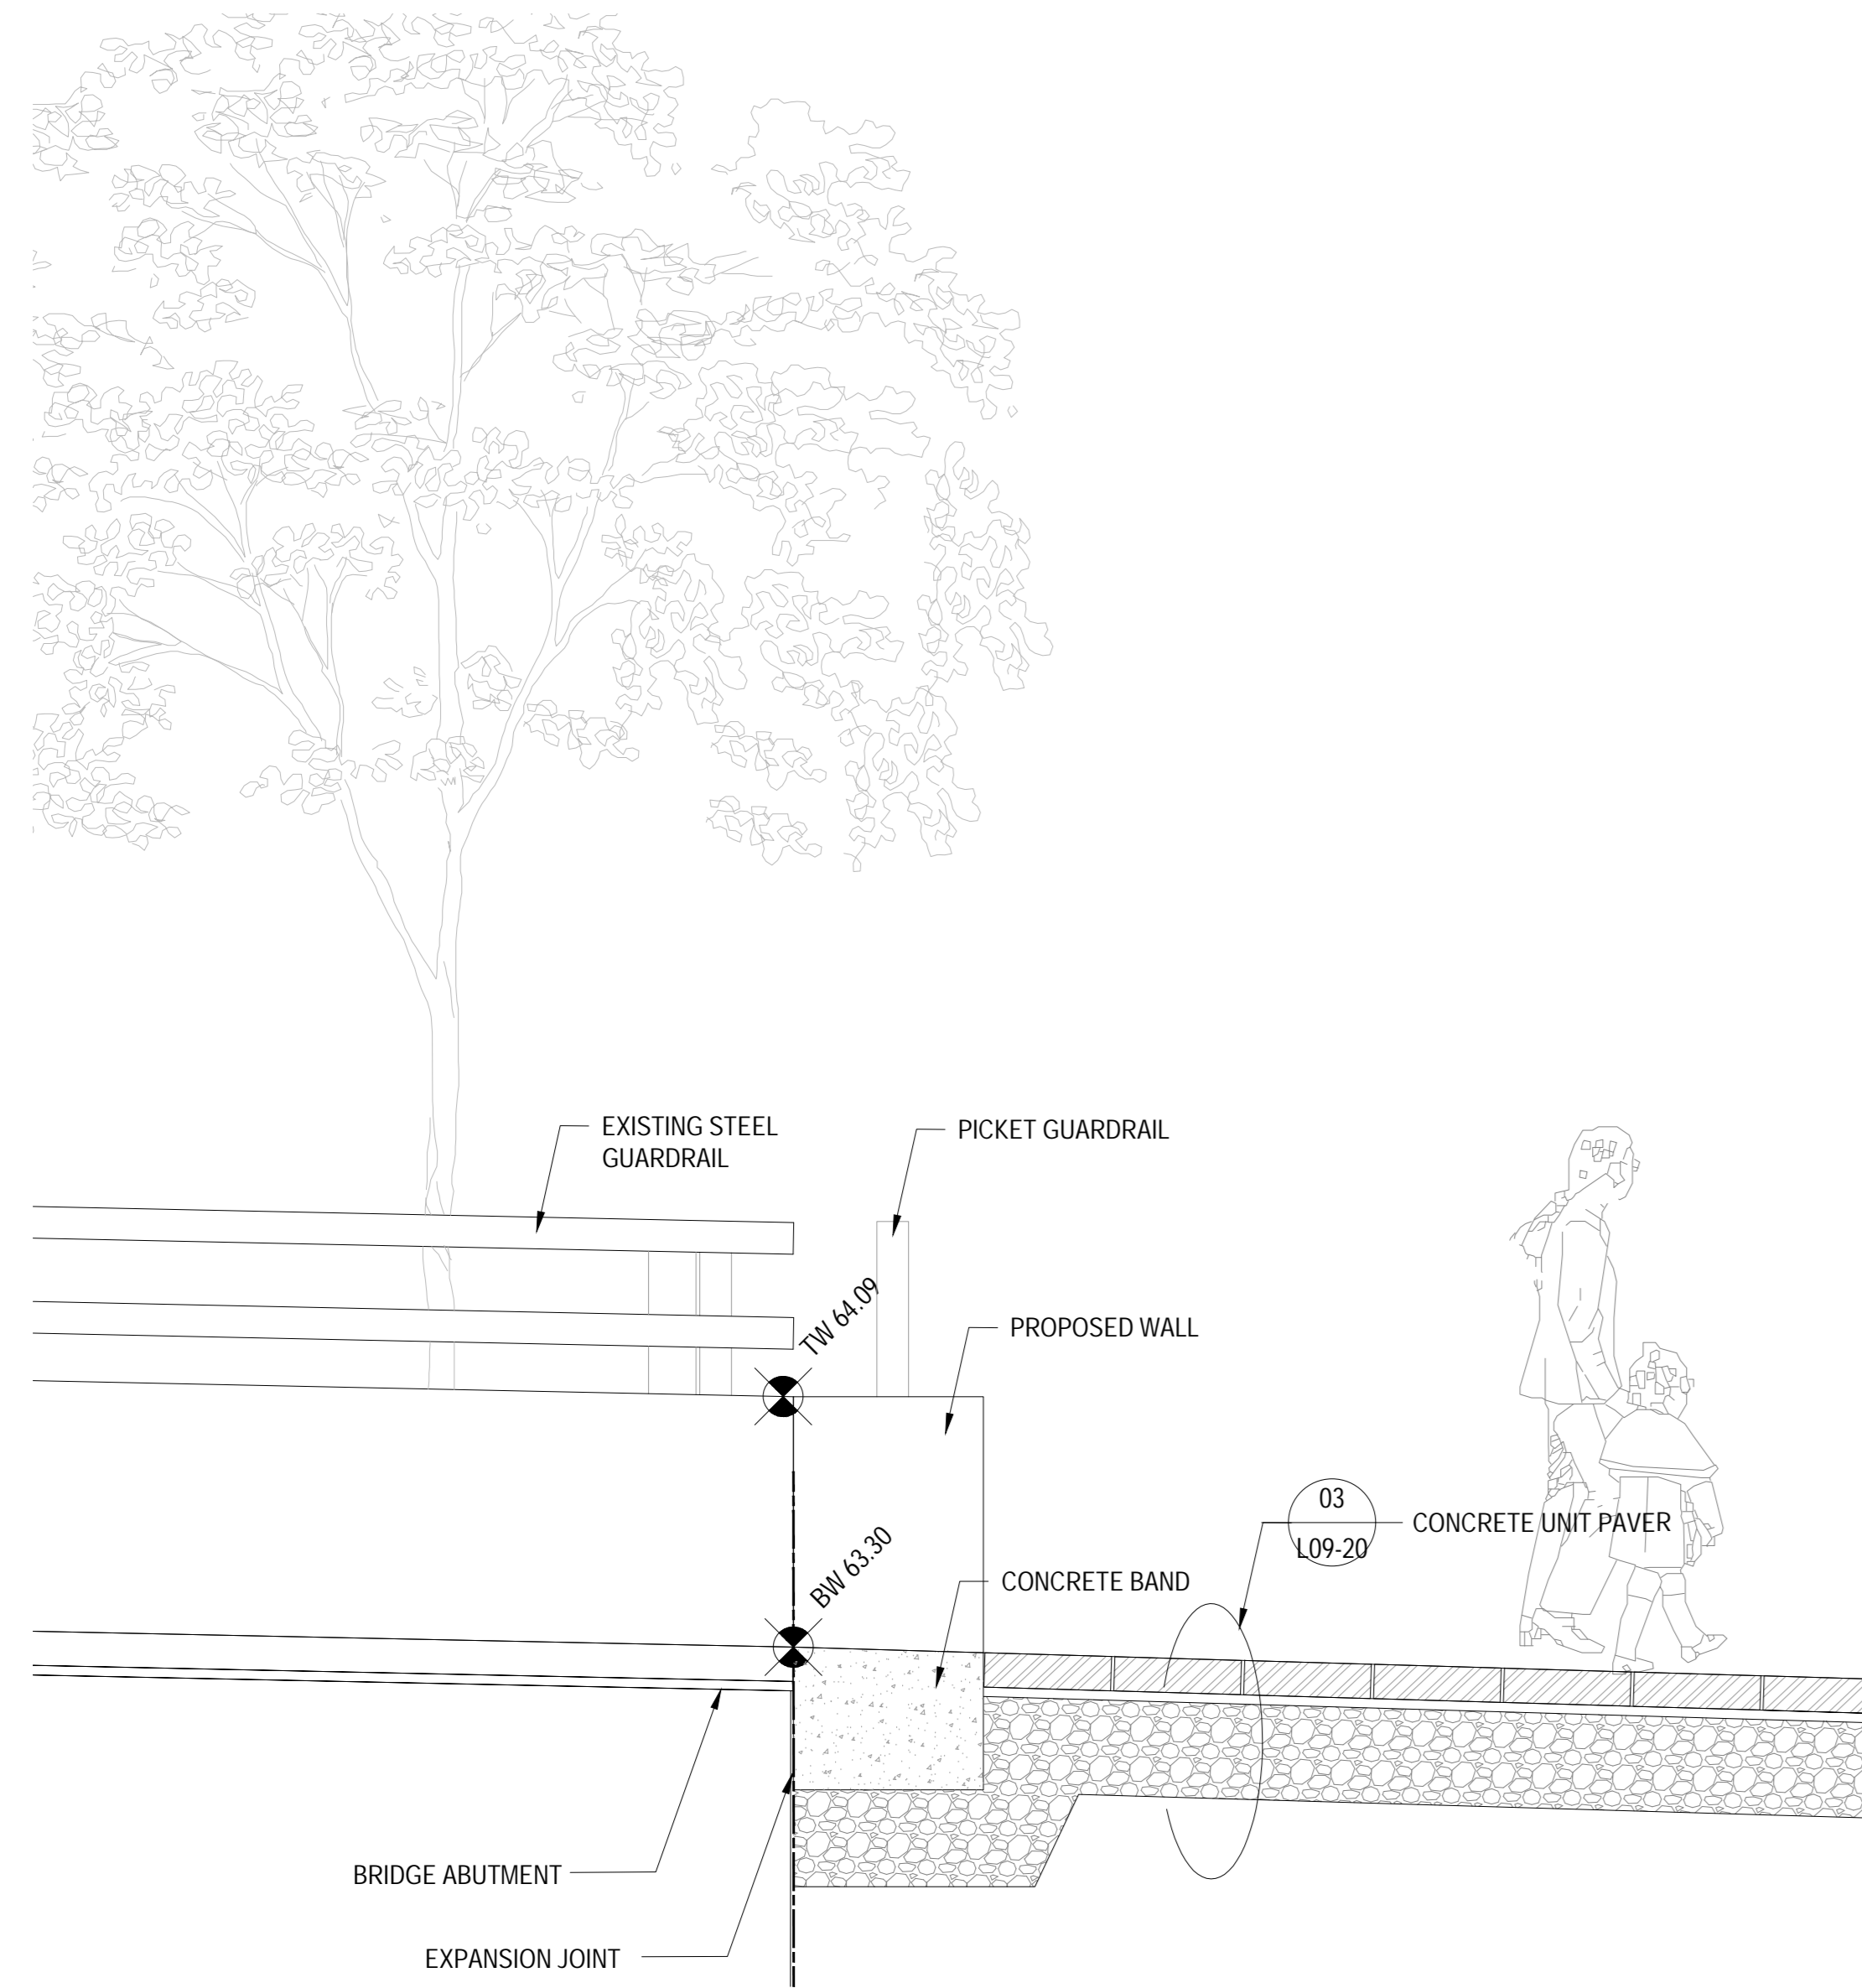 EXISTING STEEL
GUARDRAIL
PICKET GUARDRAIL
TW 64.09
PROPOSED WALL
03
L09-20
CONCRETE UNIT PAVER
BW 63.30
CONCRETE BAND
BRIDGE ABUTMENT
EXPANSION JOINT